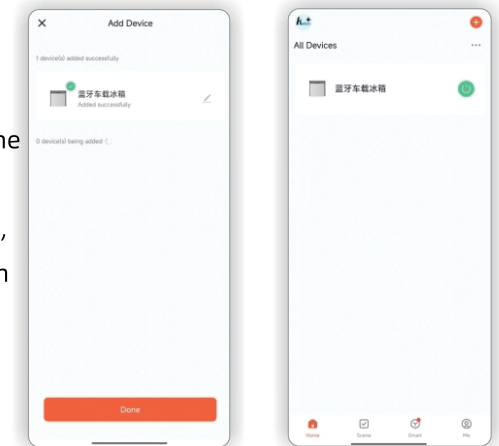 ne
,
n
Add Device
1 device(s) added successfully
蓝牙车载冰箱
Added successfully
0 device(s) being added
Done
All Devices
蓝牙车载冰箱
Home
Scene
Smart
Me